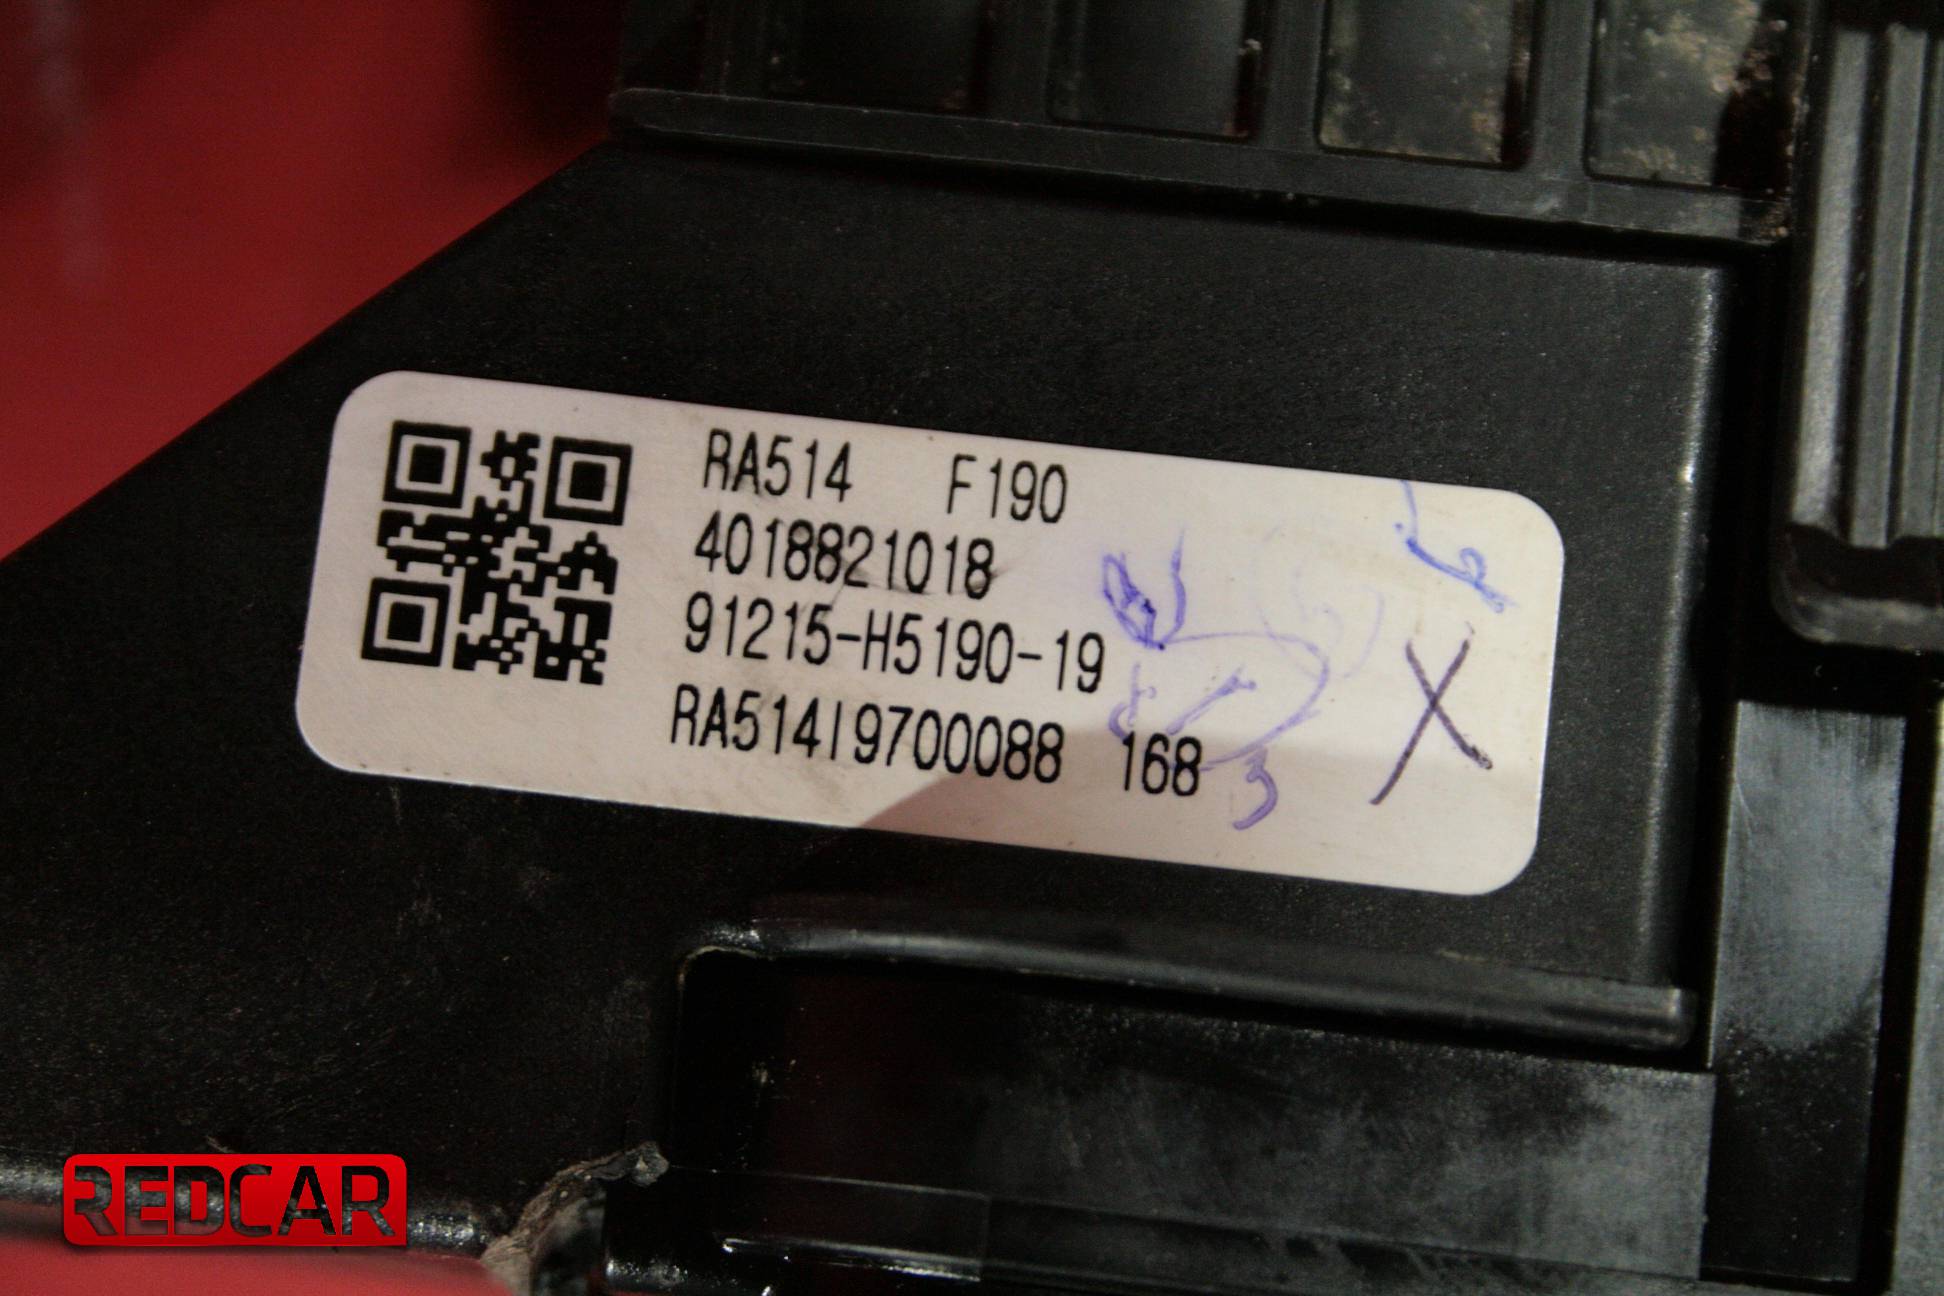 RA514 F190
4018821018
91215-H5190-19
RA514I9700088 168
X
REDCAR